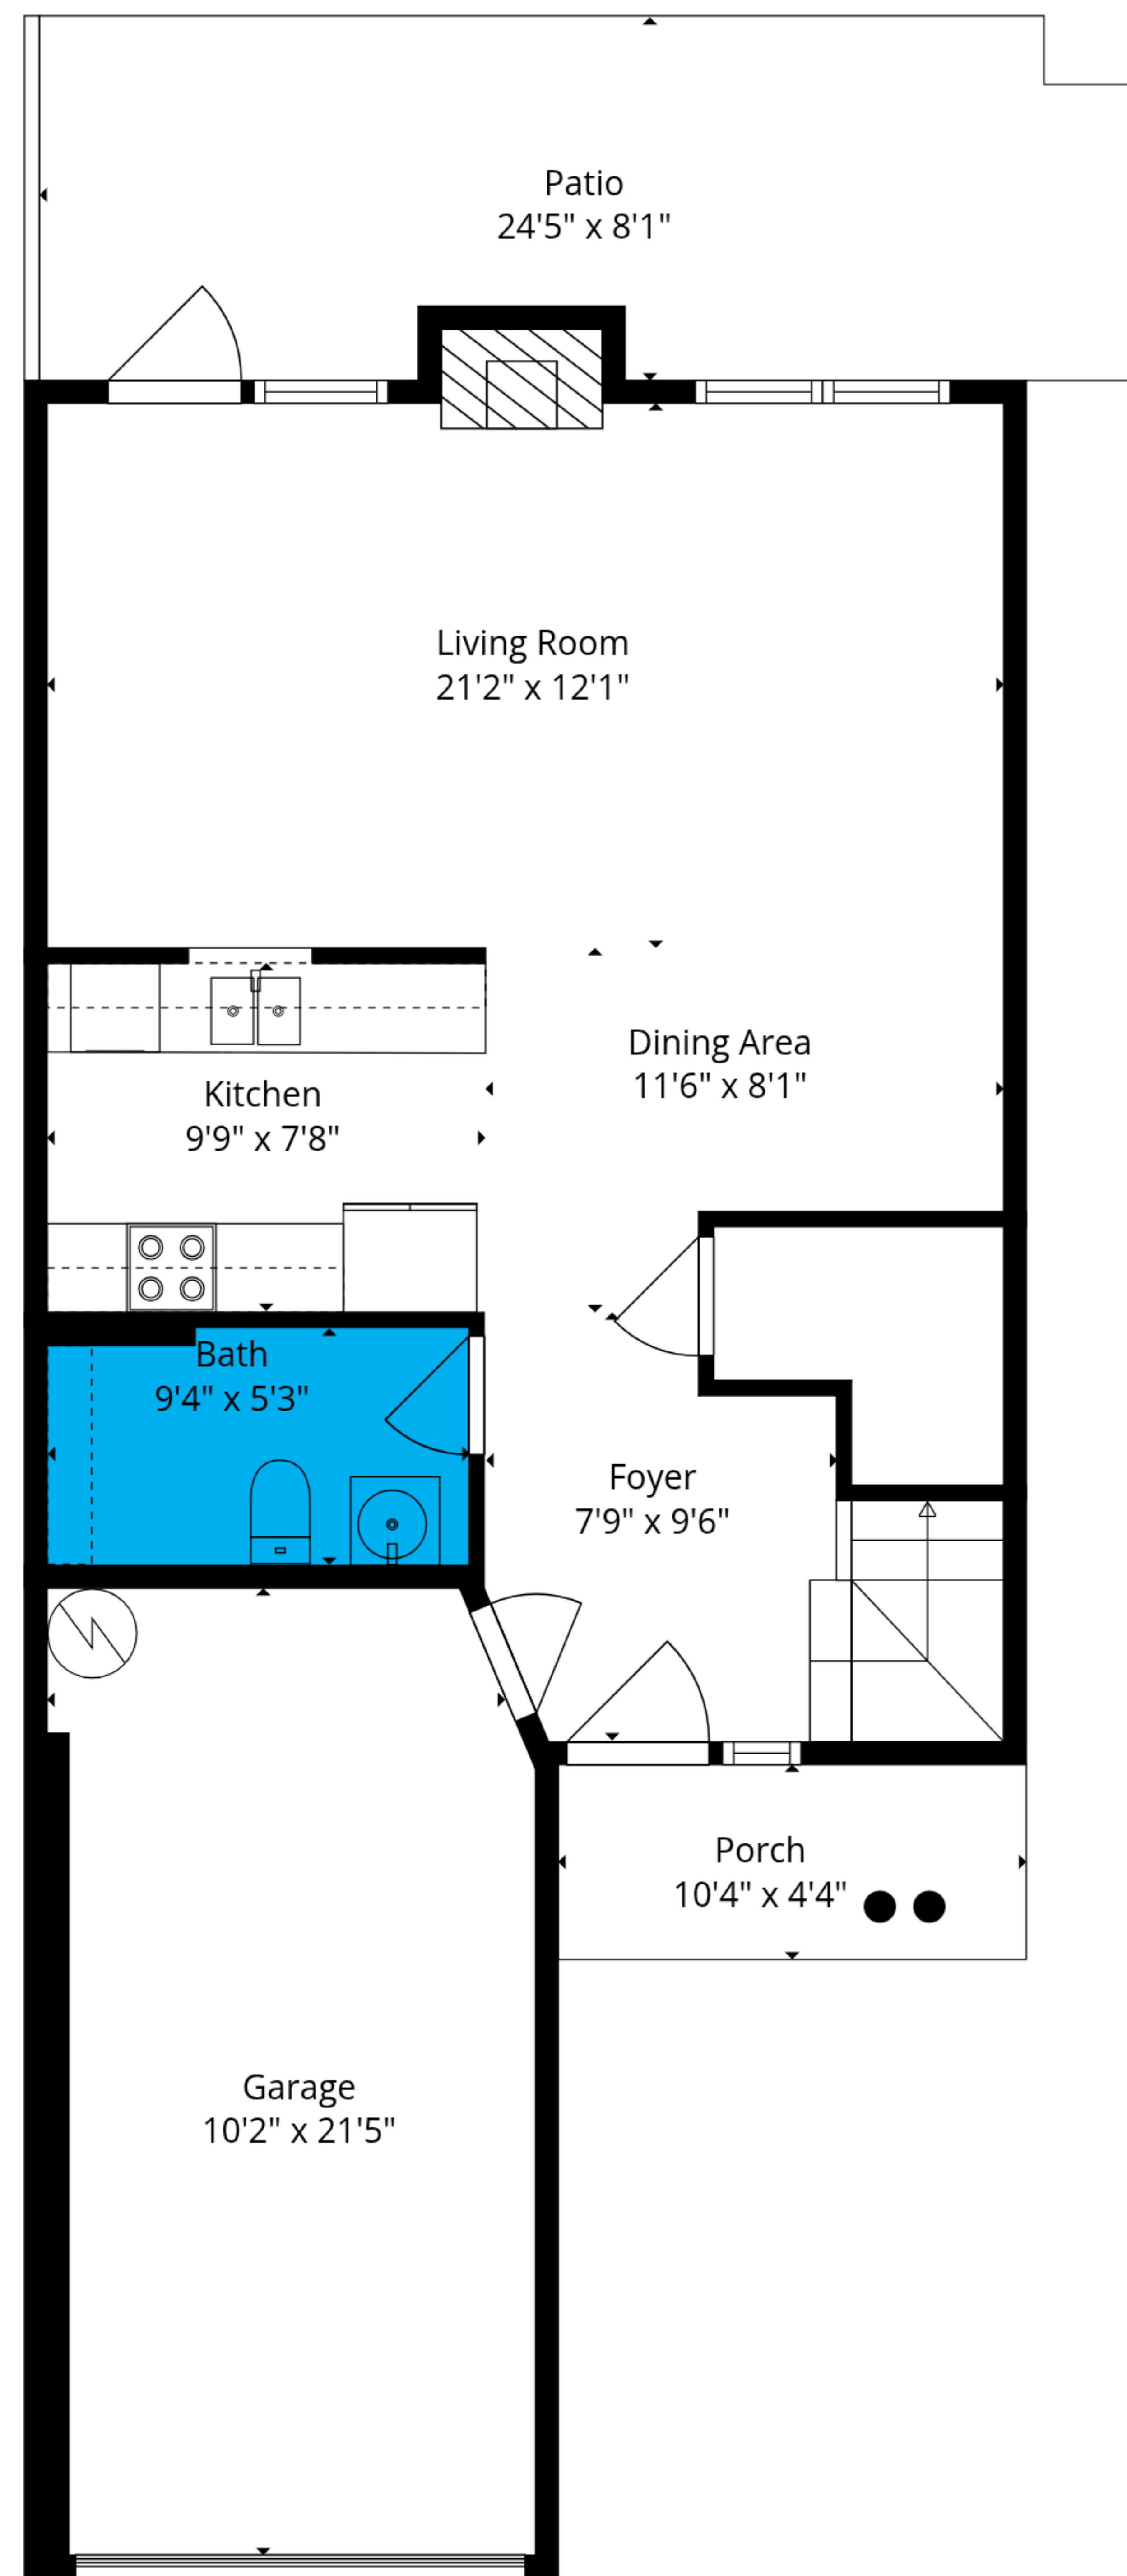 Patio
24'5" x 8'1"
Living Room
21'2" x 12'1"
Dining Area
11'6" x 8'1"
Kitchen
9'9" x 7'8"
Bath
9'4" x 5'3"
Foyer
7'9" x 9'6"
Porch
10'4" x 4'4"
Garage
10'2" x 21'5"